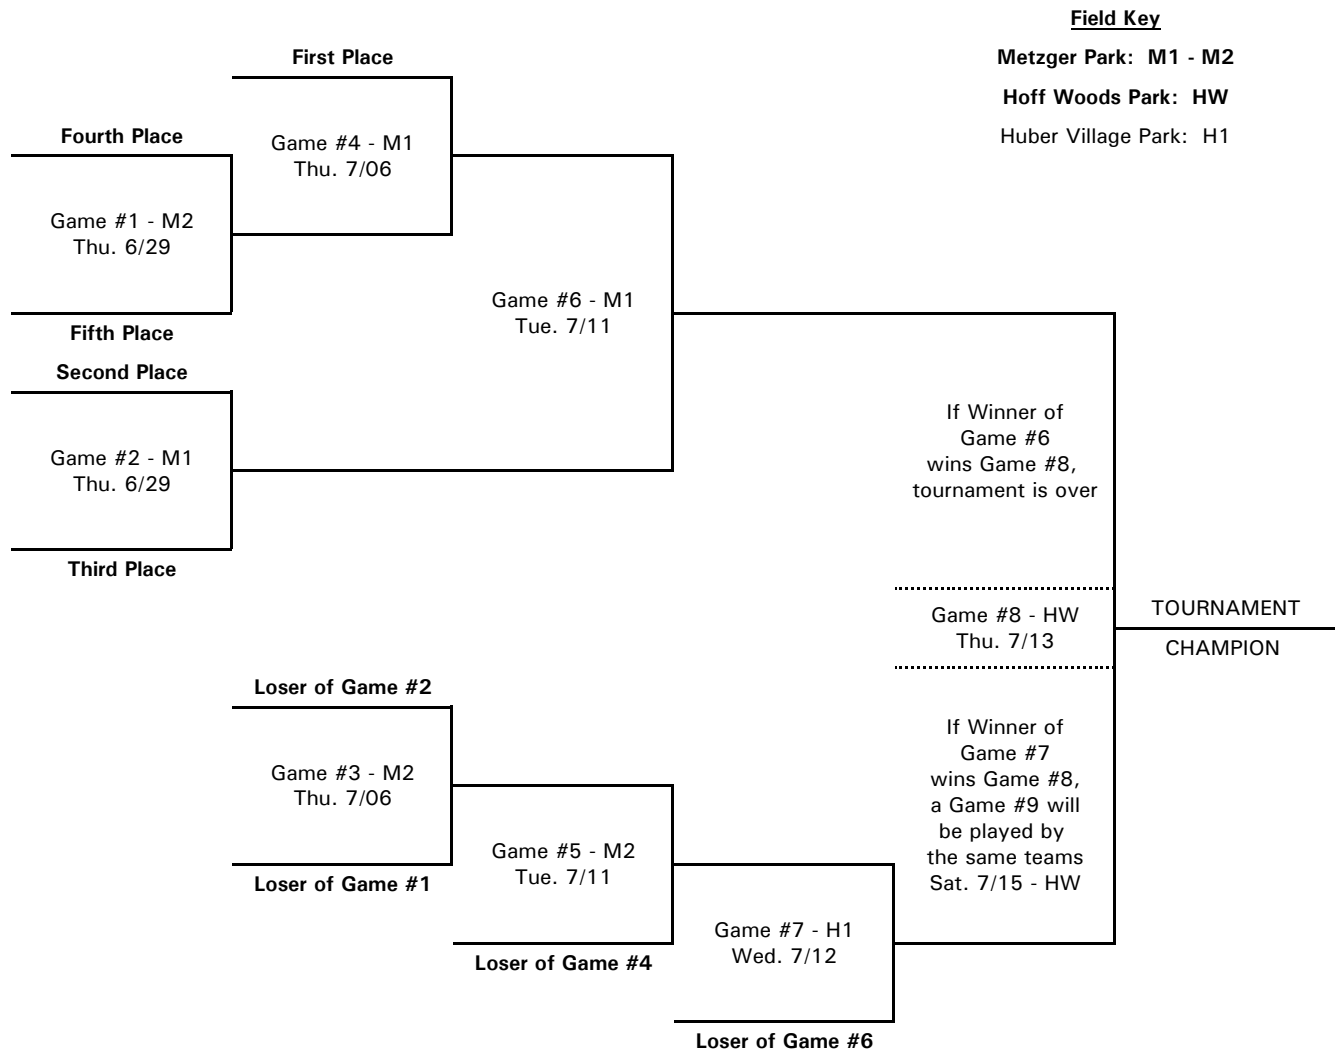 Field Key
First Place
Metzger Park: M1 - M2
Hoff Woods Park: HW
Huber Village Park: H1
Fourth Place
Game #4 - M1
Thu. 7/06
Game #1 - M2
Thu. 6/29
Game #6 - M1
Tue. 7/11
Fifth Place
Second Place
If Winner of
Game #6
wins Game #8,
tournament is over
Game #2 - M1
Thu. 6/29
Third Place
Game #8 - HW
Thu. 7/13
TOURNAMENT
CHAMPION
Loser of Game #2
If Winner of
Game #7
wins Game #8,
a Game #9 will
be played by
the same teams
Sat. 7/15 - HW
Game #3 - M2
Thu. 7/06
Game #5 - M2
Tue. 7/11
Loser of Game #1
Game #7 - H1
Wed. 7/12
Loser of Game #4
Loser of Game #6